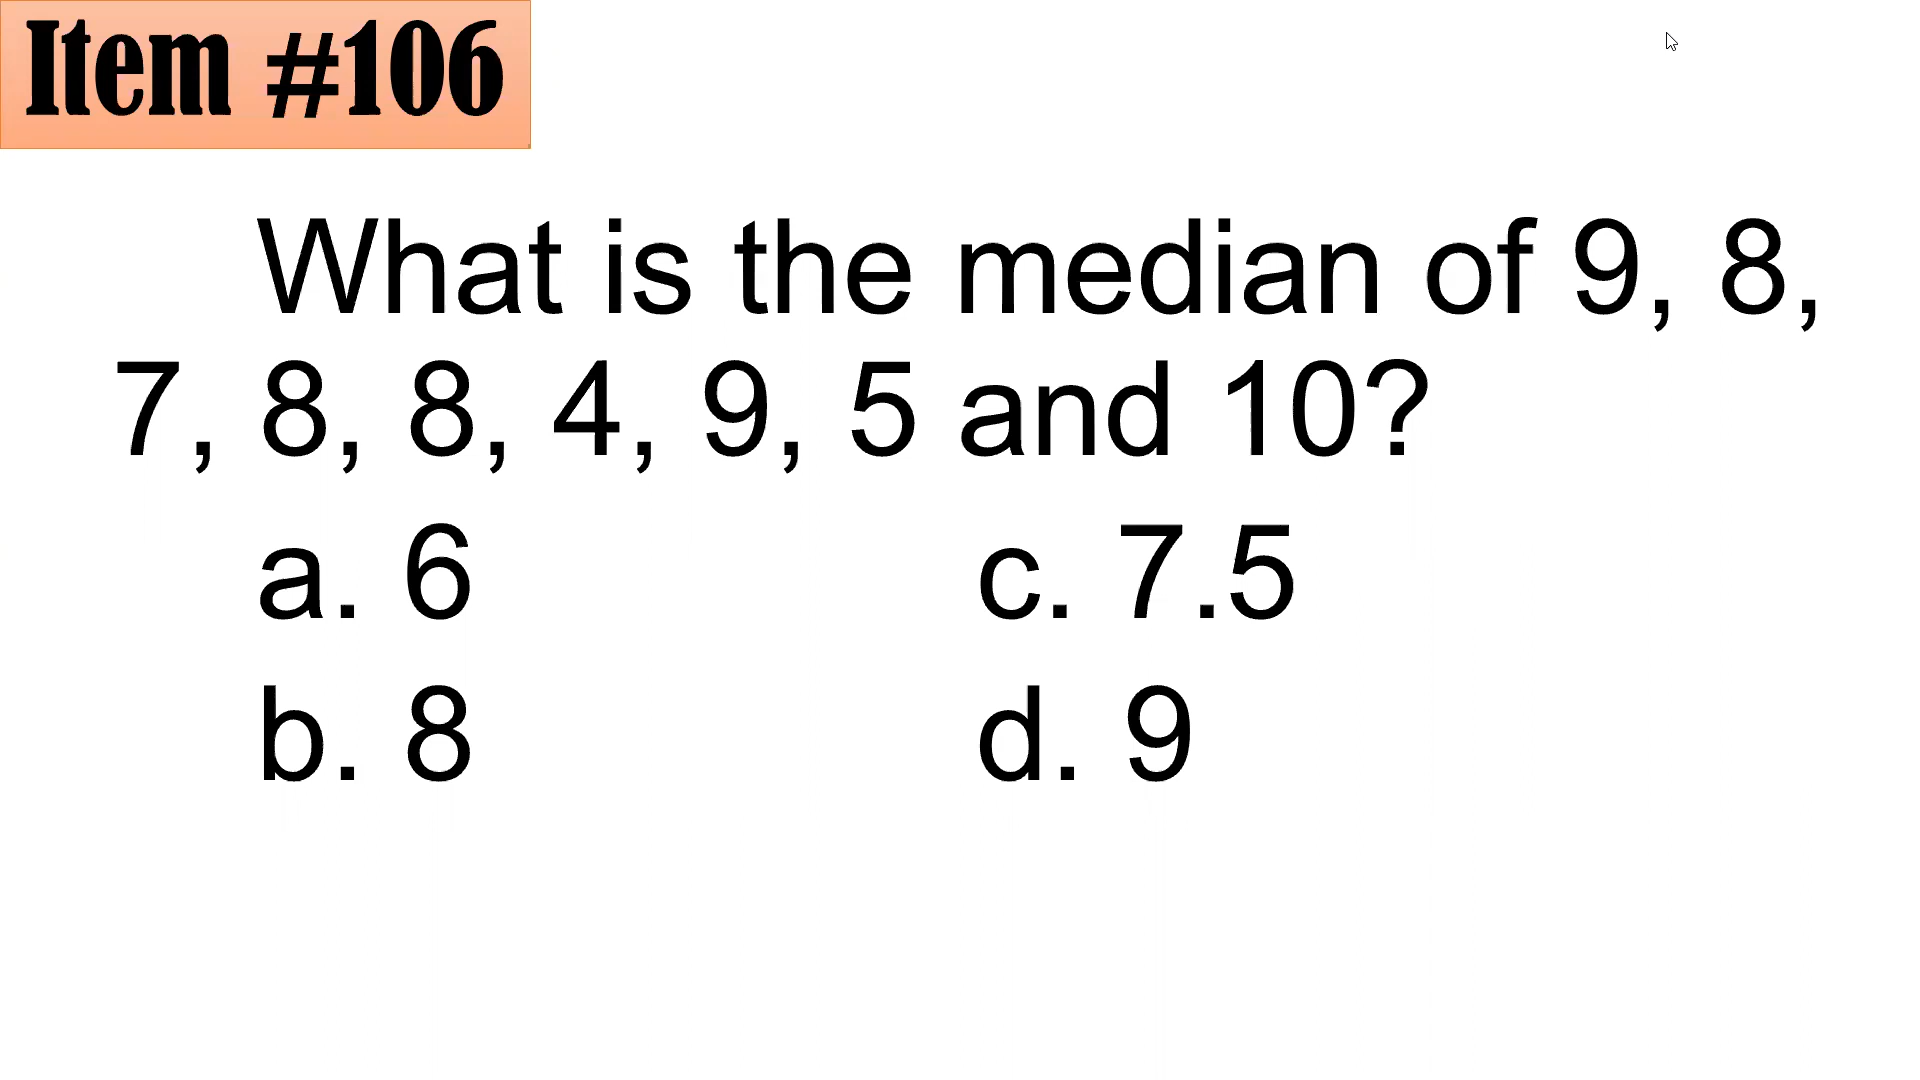 Item #106
What is the median of 9, 8,
7, 8, 8, 4, 9, 5 and 10?
a. 6 c. 7.5
b. 8 d. 9